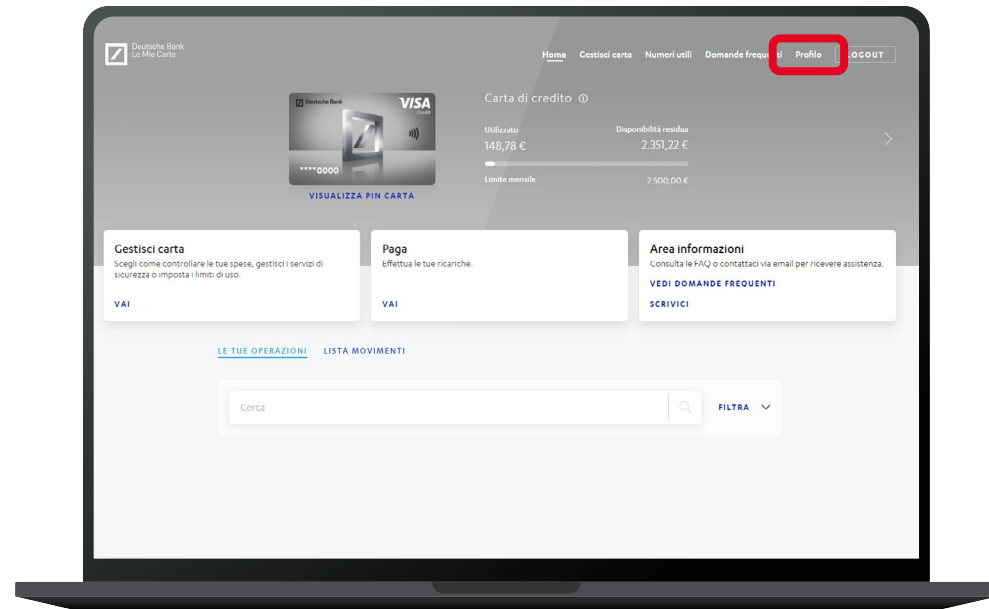 Deutsche Bank
Le Mie Carte
Home Gestisci carta Numeri utili Domande frequenti Profilo LOGOUT
Deutsche Bank VISA
Credit
****0000
VISUALIZZA PIN CARTA
Carta di credito
Utilizzato Disponibilità residua
148,78 € 2.351,22 €
Limite mensile 2.500,00 €
Gestisci carta
Scegli come controllare le tue spese, gestisci i servizi di
sicurezza o imposta i limiti di uso.
VAI
Paga
Effettua le tue ricariche.
VAI
Area informazioni
Consulta le FAQ o contattaci via email per ricevere assistenza.
VEDI DOMANDE FREQUENTI
SCRIVICI
LE TUE OPERAZIONI LISTA MOVIMENTI
Cerca FILTRA